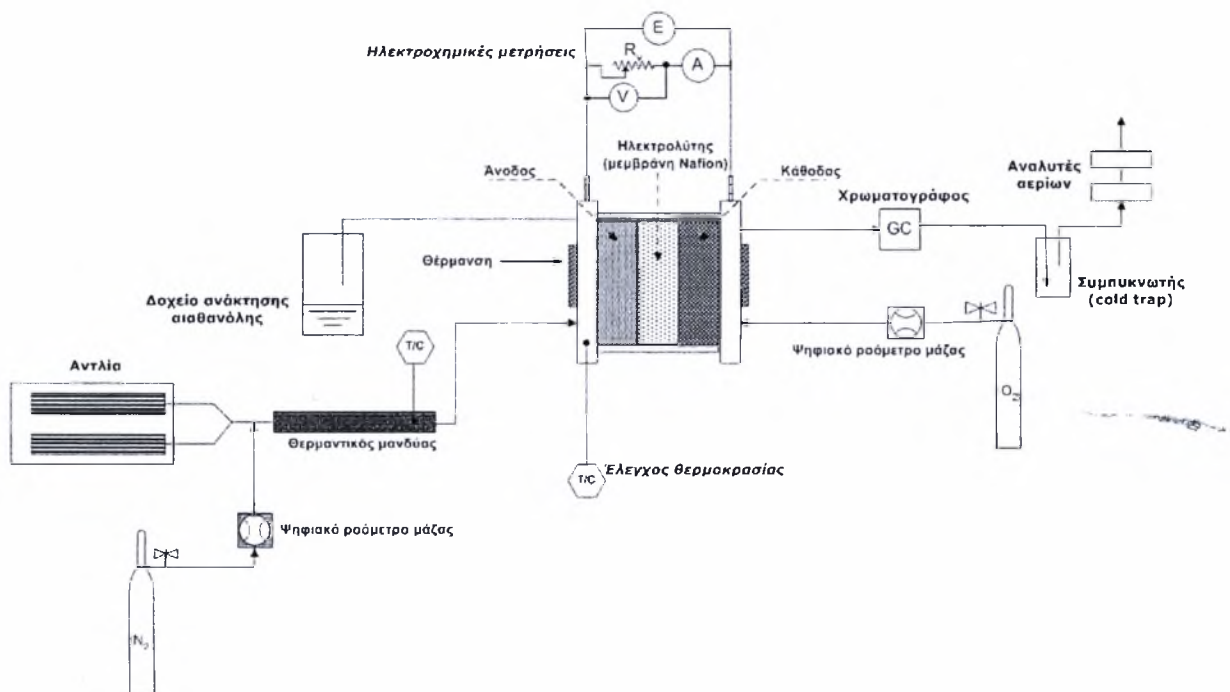 E
Ηλεκτροχημικές μετρήσεις
R
A
V
Ηλεκτρολύτης
(μεμβράνη Nafion)
Άνοδος
Κάθοδος
Αναλυτές
αερίων
Χρωματογράφος
GC
Θέρμανση
Δοχείο ανάκτησης
αιαθανόλης
Συμπυκνωτής
(cold trap)
T/C
Ψηφιακό ροόμετρο μάζας
Αντλία
O2
Θερμαντικός μανδύας
T/C
Έλεγχος θερμοκρασίας
Ψηφιακό ροόμετρο μάζας
N2